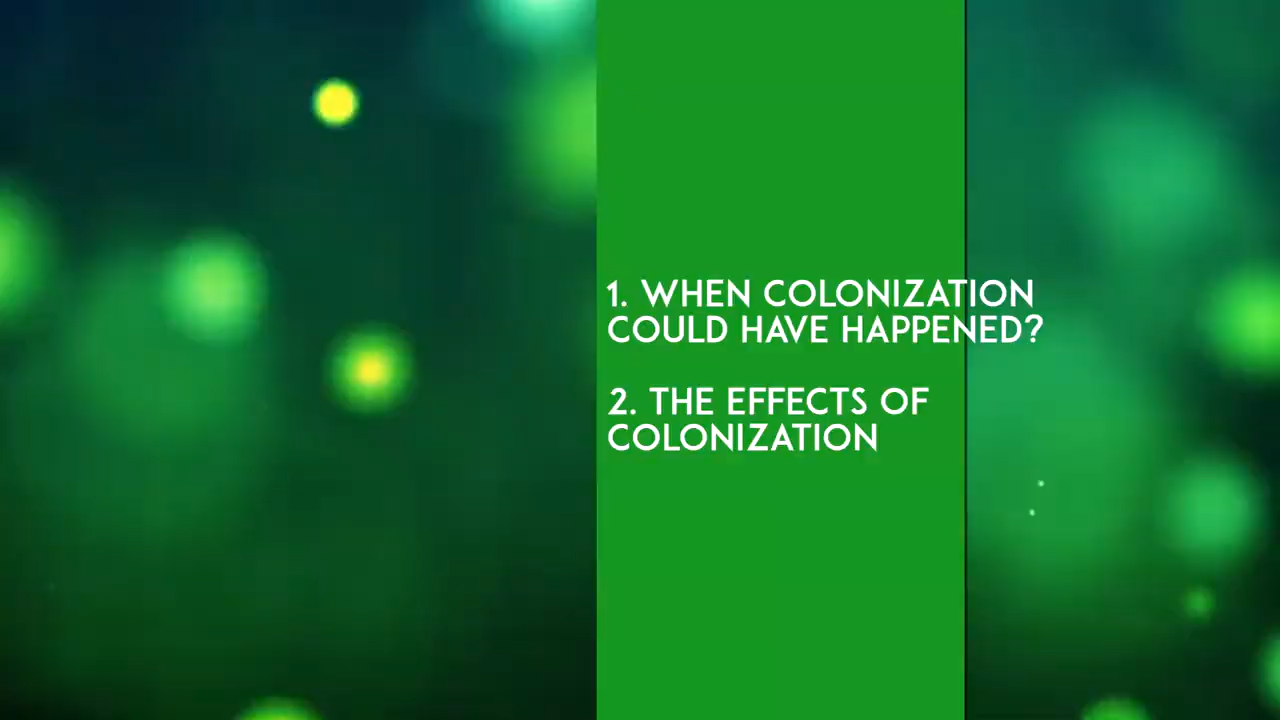 1. WHEN COLONIZATION
COULD HAVE HAPPENED?
2. THE EFFECTS OF
COLONIZATION